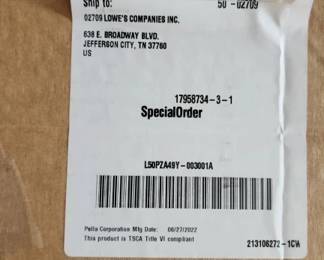 Ship to:
50 -02709
02709 LOWE'S COMPANIES INC.
638 E. BROADWAY BLVD.
JEFFERSON CITY, TN 37760
US
17958734-3-1
SpecialOrder
L50PZA49Y-003001A
Pella Corporation Mfg Date: 06/27/2022
This product is TSCA Title VI compliant
213106272-1CW